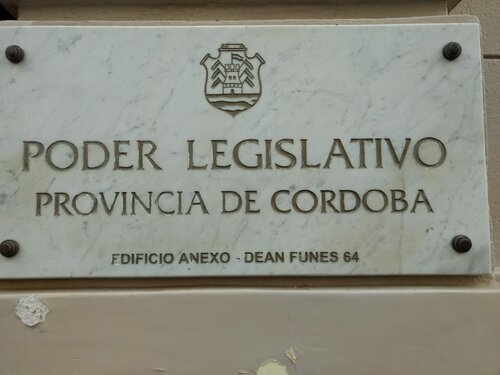 PODER LEGISLATIVO
PROVINCIA DE CORDOBA
EDIFICIO ANEXO - DEAN FUNES 64